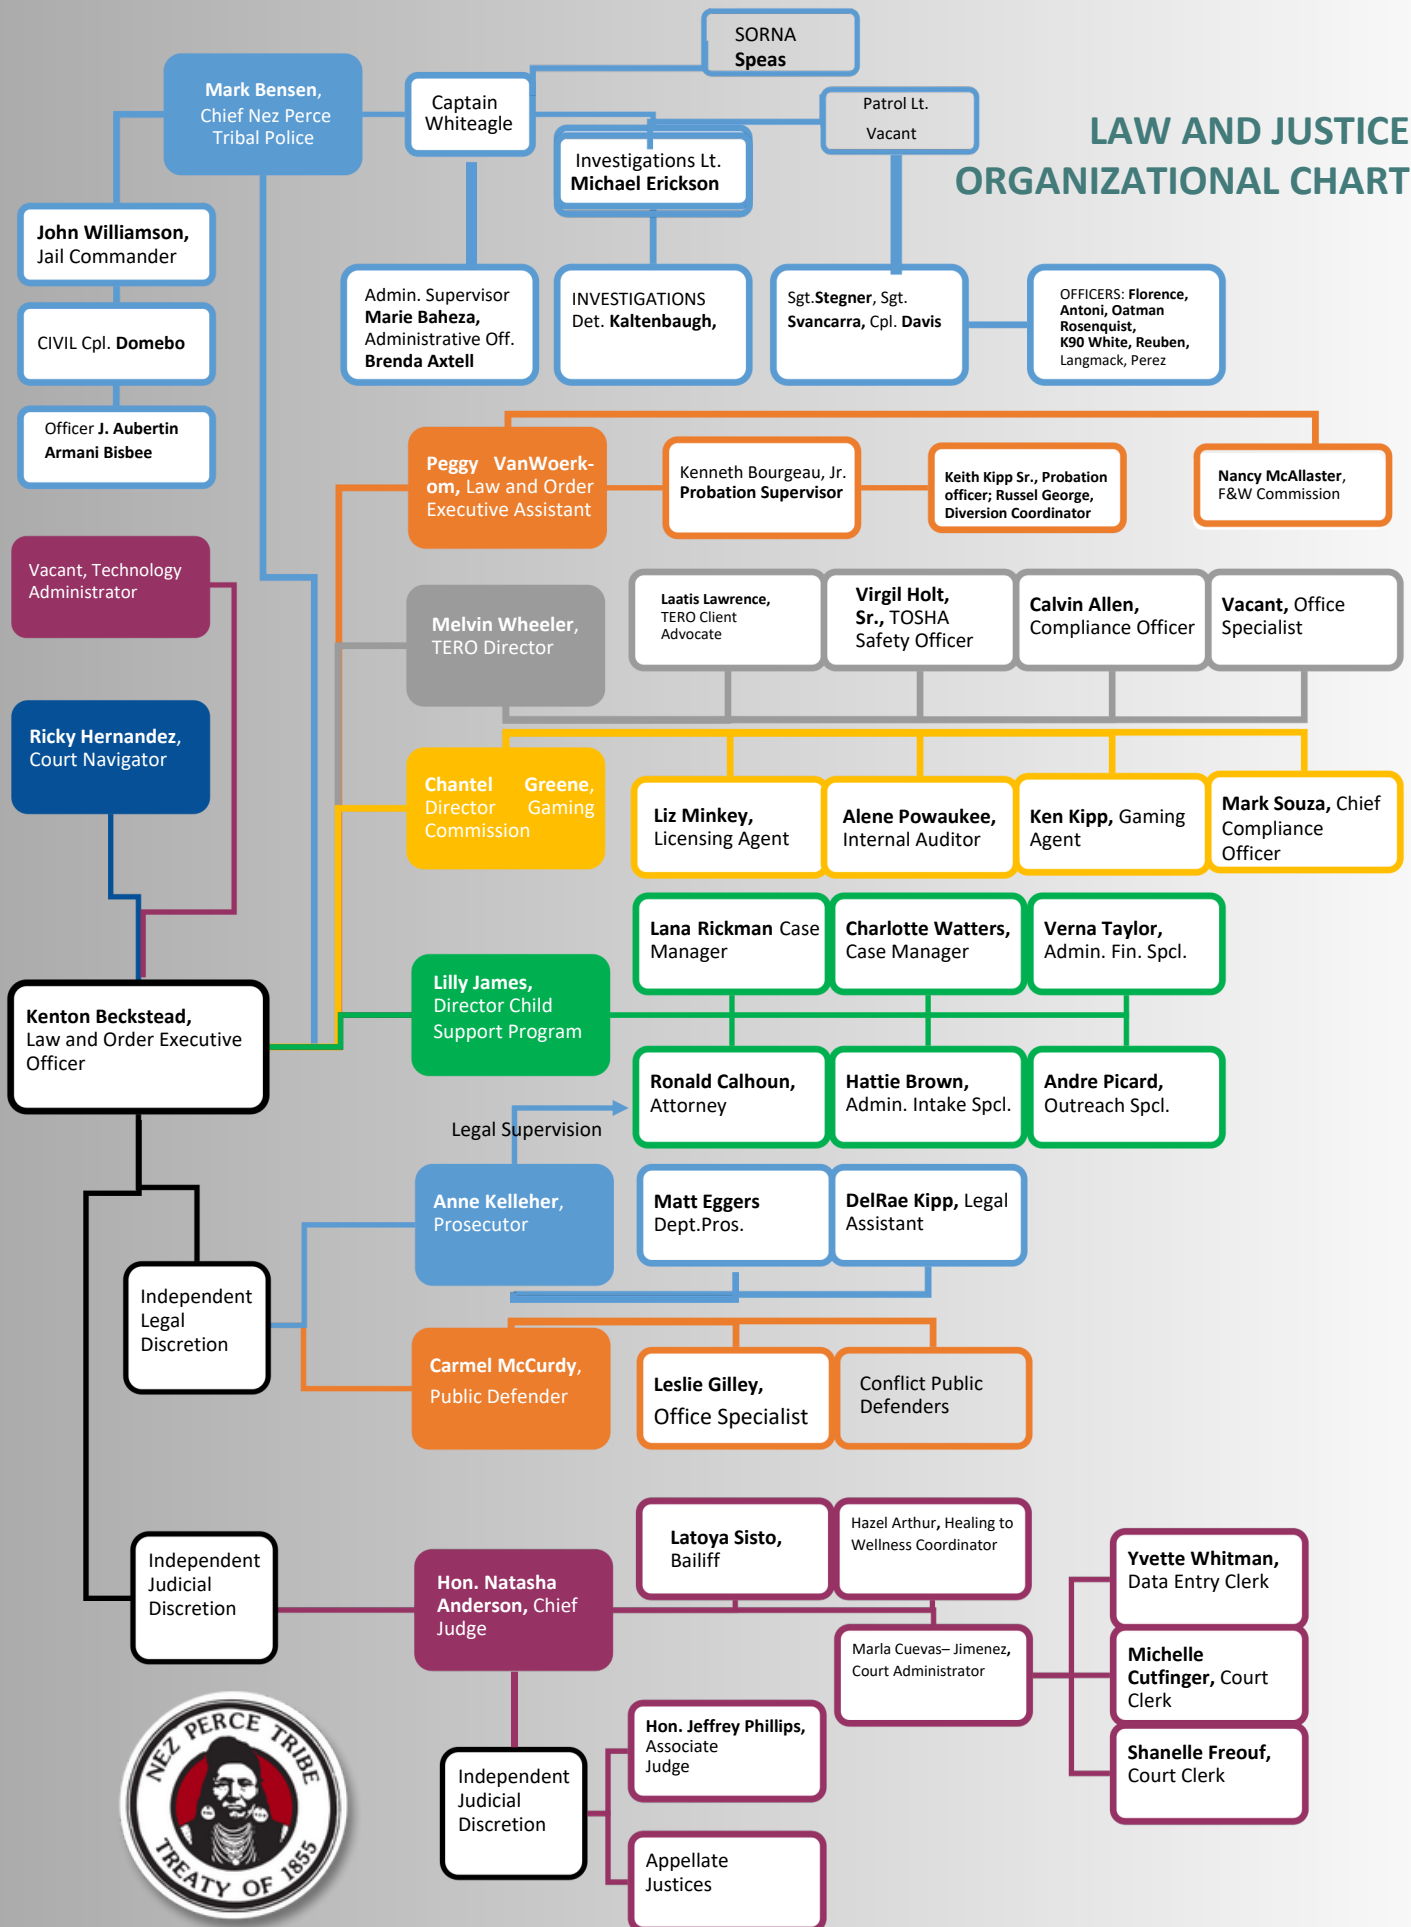 SORNA
Speas
Mark Bensen,
Chief Nez Perce
Tribal Police
Captain
Whiteagle
Patrol Lt.
Vacant
LAW AND JUSTICE
ORGANIZATIONAL CHART
Investigations Lt.
Michael Erickson
John Williamson,
Jail Commander
Admin. Supervisor
Marie Baheza,
Administrative Off.
Brenda Axtell
INVESTIGATIONS
Det. Kaltenbaugh,
Sgt.Stegner, Sgt.
Svancarra, Cpl. Davis
OFFICERS: Florence,
Antoni, Oatman
Rosenquist,
K90 White, Reuben,
Langmack, Perez
CIVIL Cpl. Domebo
Officer J. Aubertin
Armani Bisbee
Peggy VanWoerk-
om, Law and Order
Executive Assistant
Kenneth Bourgeau, Jr.
Probation Supervisor
Keith Kipp Sr., Probation
officer; Russel George,
Diversion Coordinator
Nancy McAllaster,
F&W Commission
Vacant, Technology
Administrator
Melvin Wheeler,
TERO Director
Laatis Lawrence,
TERO Client
Advocate
Virgil Holt,
Sr., TOSHA
Safety Officer
Calvin Allen,
Compliance Officer
Vacant, Office
Specialist
Ricky Hernandez,
Court Navigator
Chantel Greene,
Director Gaming
Commission
Liz Minkey,
Licensing Agent
Alene Powaukee,
Internal Auditor
Ken Kipp, Gaming
Agent
Mark Souza, Chief
Compliance
Officer
Lana Rickman Case
Manager
Charlotte Watters,
Case Manager
Verna Taylor,
Admin. Fin. Spcl.
Lilly James,
Director Child
Support Program
Kenton Beckstead,
Law and Order Executive
Officer
Ronald Calhoun,
Attorney
Hattie Brown,
Admin. Intake Spcl.
Andre Picard,
Outreach Spcl.
Legal Supervision
Anne Kelleher,
Prosecutor
Matt Eggers
Dept.Pros.
DelRae Kipp, Legal
Assistant
Independent
Legal
Discretion
Carmel McCurdy,
Public Defender
Leslie Gilley,
Office Specialist
Conflict Public
Defenders
Latoya Sisto,
Bailiff
Hazel Arthur, Healing to
Wellness Coordinator
Independent
Judicial
Discretion
Hon. Natasha
Anderson, Chief
Judge
Yvette Whitman,
Data Entry Clerk
Marla Cuevas– Jimenez,
Court Administrator
Michelle
Cutfinger, Court
Clerk
Hon. Jeffrey Phillips,
Associate
Judge
Shanelle Freouf,
Court Clerk
Independent
Judicial
Discretion
Appellate
Justices
NEZ PERCE TRIBE
TREATY OF 1855